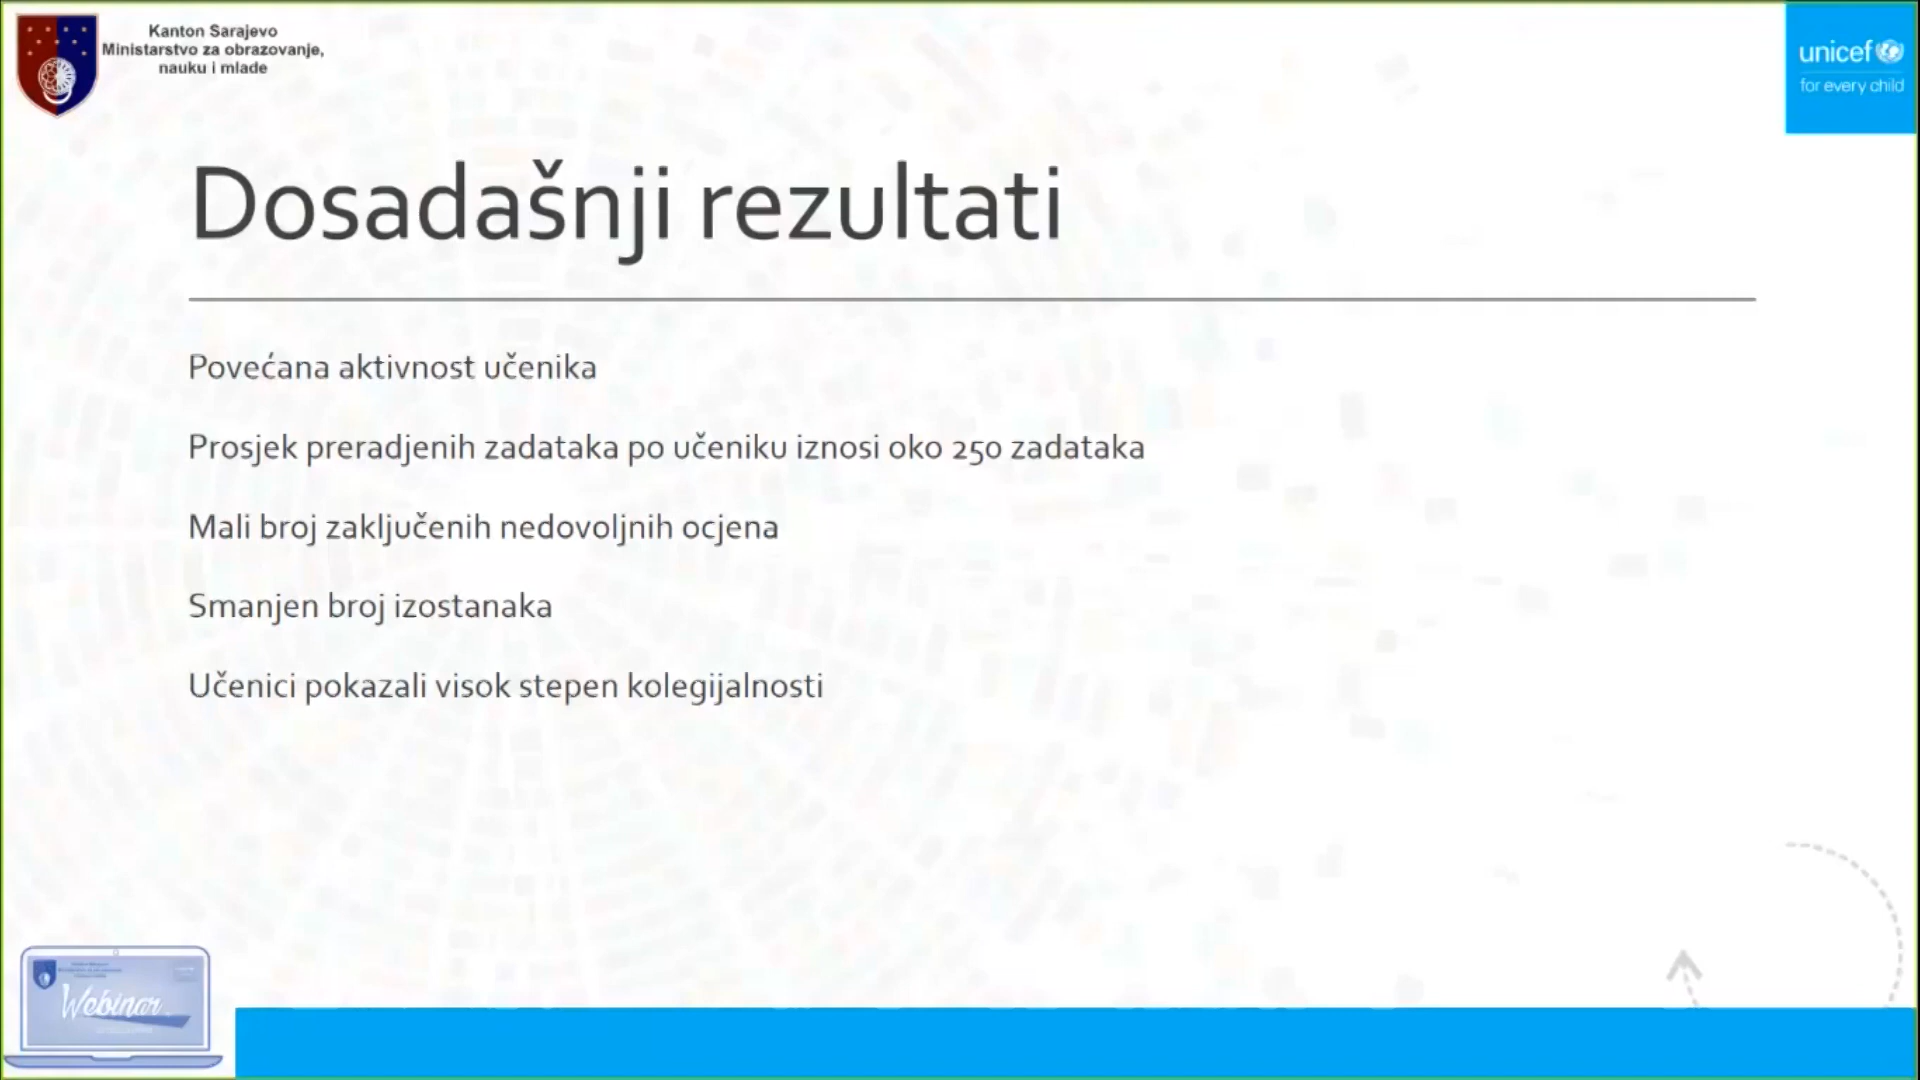 Kanton Sarajevo
Ministarstvo za obrazovanje,
nauku i mlade
unicef
for every child
Dosadašnji rezultati
Povećana aktivnost učenika
Prosjek preradjenih zadataka po učeniku iznosi oko 250 zadataka
Mali broj zaključenih nedovoljnih ocjena
Smanjen broj izostanaka
Učenici pokazali visok stepen kolegijalnosti
Webinar